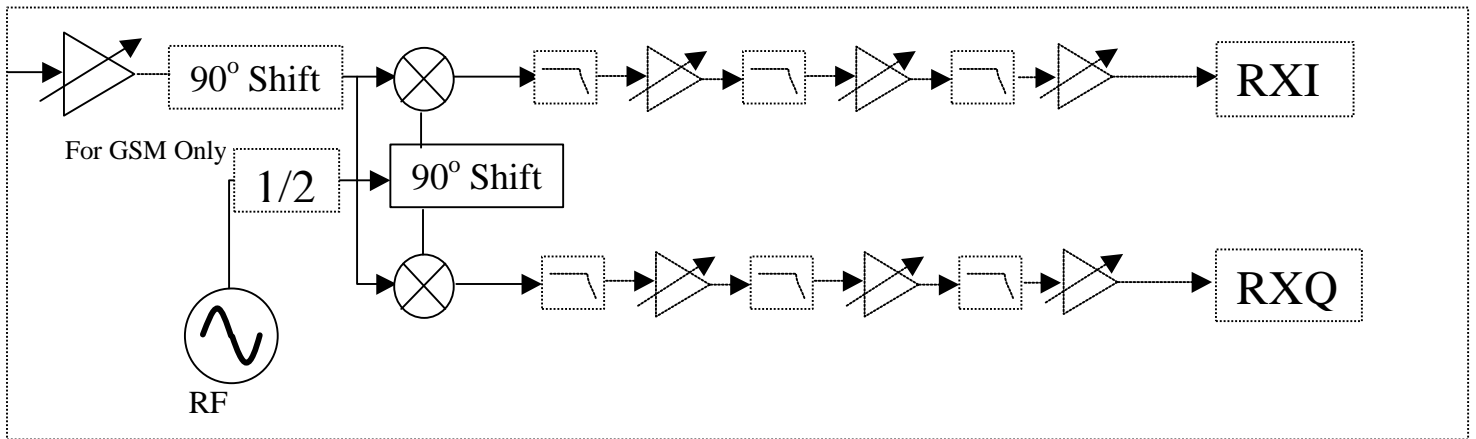 90° Shift
RXI
For GSM Only
1/2
90° Shift
RXQ
RF